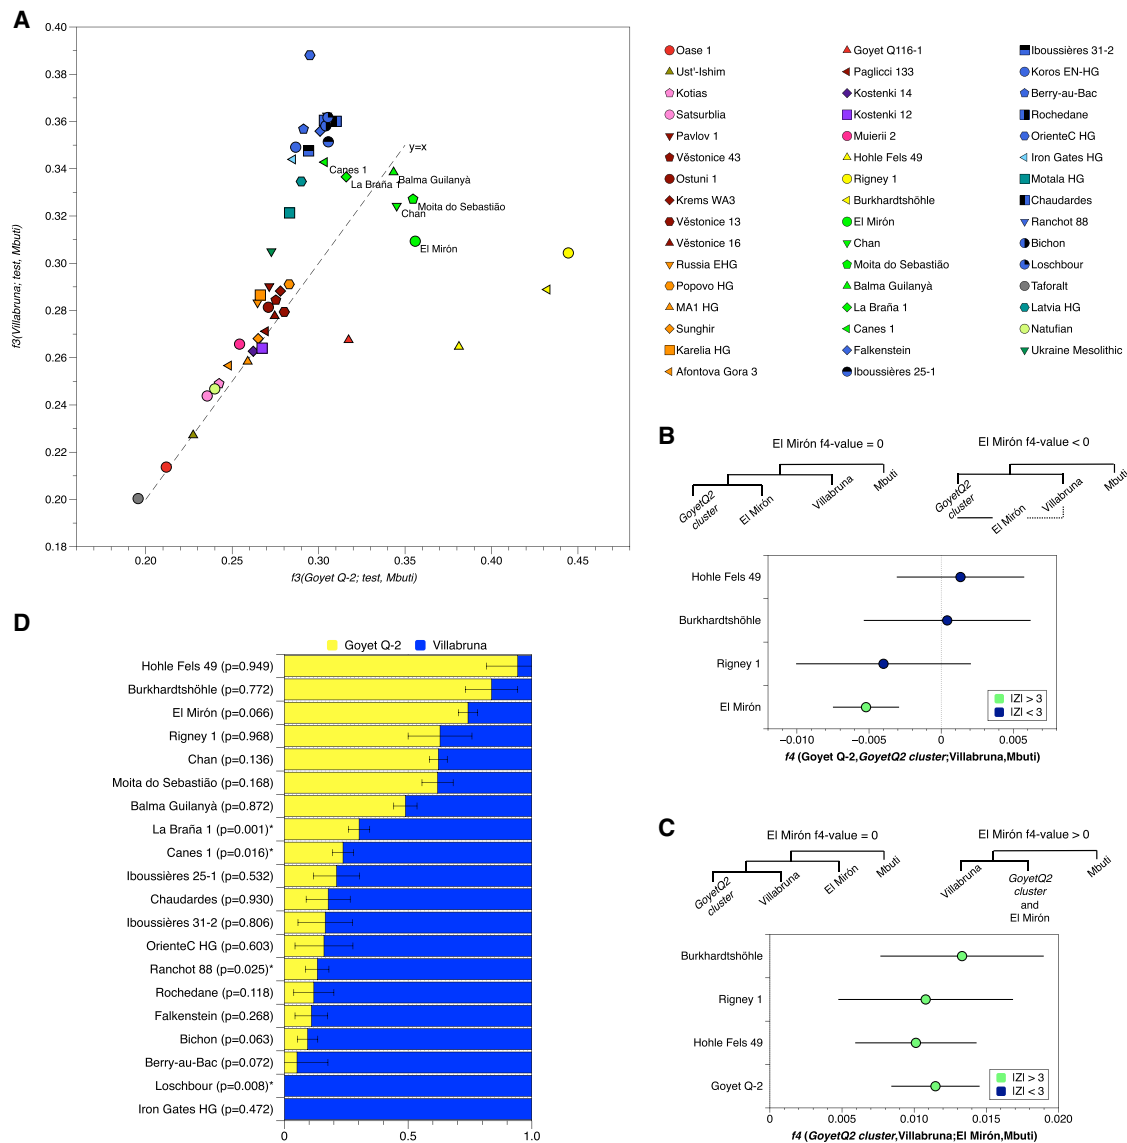 A
0.40
0.38
0.36
0.34
0.32
0.30
0.28
0.26
0.24
0.22
0.20
0.18
f3(Villabruna; test, Mbuti)
0.20
0.25
0.30
0.35
0.40
0.45
f3(Goyet Q-2; test, Mbuti)
y=x
Canes 1
La Braña 1
Balma Guilanyà
Moita do Sebastião
Chan
El Mirón
Oase 1
Ust'-Ishim
Kotias
Satsurblia
Pavlov 1
Věstonice 43
Ostuni 1
Krems WA3
Věstonice 13
Věstonice 16
Russia EHG
Popovo HG
MA1 HG
Sunghir
Karelia HG
Afontova Gora 3
Goyet Q116-1
Paglicci 133
Kostenki 14
Kostenki 12
Muierii 2
Hohle Fels 49
Rigney 1
Burkhardtshöhle
El Mirón
Chan
Moita do Sebastião
Balma Guilanyà
La Braña 1
Canes 1
Falkenstein
Iboussières 25-1
Iboussières 31-2
Koros EN-HG
Berry-au-Bac
Rochedane
OrienteC HG
Iron Gates HG
Motala HG
Chaudardes
Ranchot 88
Bichon
Loschbour
Taforalt
Latvia HG
Natufian
Ukraine Mesolithic
B
El Mirón f4-value = 0
GoyetQ2
cluster
El Mirón
Villabruna
Mbuti
El Mirón f4-value < 0
GoyetQ2
cluster
El Mirón
Villabruna
Mbuti
Hohle Fels 49
Burkhardtshöhle
Rigney 1
El Mirón
|Z| > 3
|Z| < 3
−0.010
−0.005
0
0.005
f4 (Goyet Q-2,GoyetQ2 cluster;Villabruna,Mbuti)
C
El Mirón f4-value = 0
GoyetQ2
cluster
Villabruna
El Mirón
Mbuti
El Mirón f4-value > 0
Villabruna
GoyetQ2
cluster
and
El Mirón
Mbuti
Burkhardtshöhle
Rigney 1
Hohle Fels 49
Goyet Q-2
|Z| > 3
|Z| < 3
0
0.005
0.010
0.015
0.020
f4 (GoyetQ2 cluster,Villabruna;El Mirón,Mbuti)
D
Goyet Q-2
Villabruna
Hohle Fels 49 (p=0.949)
Burkhardtshöhle (p=0.772)
El Mirón (p=0.066)
Rigney 1 (p=0.968)
Chan (p=0.136)
Moita do Sebastião (p=0.168)
Balma Guilanyà (p=0.872)
La Braña 1 (p=0.001)*
Canes 1 (p=0.016)*
Iboussières 25-1 (p=0.532)
Chaudardes (p=0.930)
Iboussières 31-2 (p=0.806)
OrienteC HG (p=0.603)
Ranchot 88 (p=0.025)*
Rochedane (p=0.118)
Falkenstein (p=0.268)
Bichon (p=0.063)
Berry-au-Bac (p=0.072)
Loschbour (p=0.008)*
Iron Gates HG (p=0.472)
0
0.5
1.0